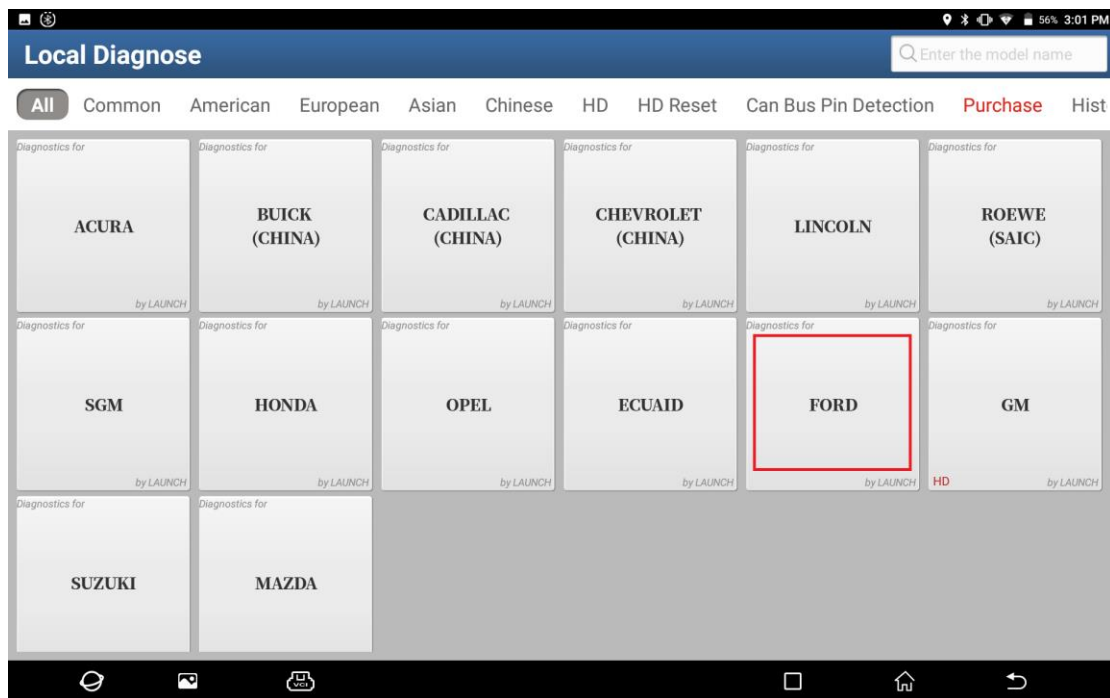 56% 3:01 PM
Local Diagnose
Enter the model name
All Common American European Asian Chinese HD HD Reset Can Bus Pin Detection Purchase Hist
Diagnostics for Diagnostics for Diagnostics for Diagnostics for Diagnostics for Diagnostics for
ACURA BUICK CADILLAC CHEVROLET LINCOLN ROEWE
(CHINA) (CHINA) (CHINA) (SAIC)
by LAUNCH by LAUNCH by LAUNCH by LAUNCH by LAUNCH by LAUNCH
Diagnostics for Diagnostics for Diagnostics for Diagnostics for Diagnostics for Diagnostics for
SGM HONDA OPEL ECUAID FORD GM
by LAUNCH by LAUNCH by LAUNCH by LAUNCH by LAUNCH HD by LAUNCH
Diagnostics for Diagnostics for
SUZUKI MAZDA
VCI